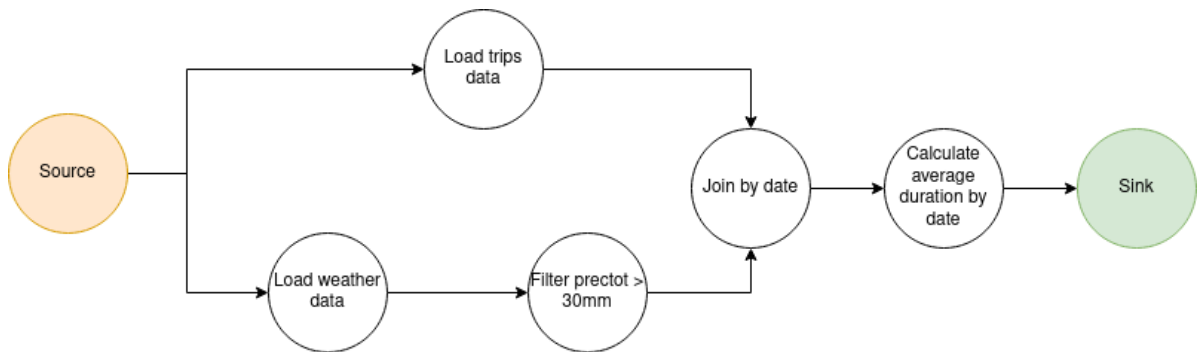 Load trips
data
Source
Join by date
Calculate
average
duration by
date
Sink
Load weather
data
Filter prectot >
30mm